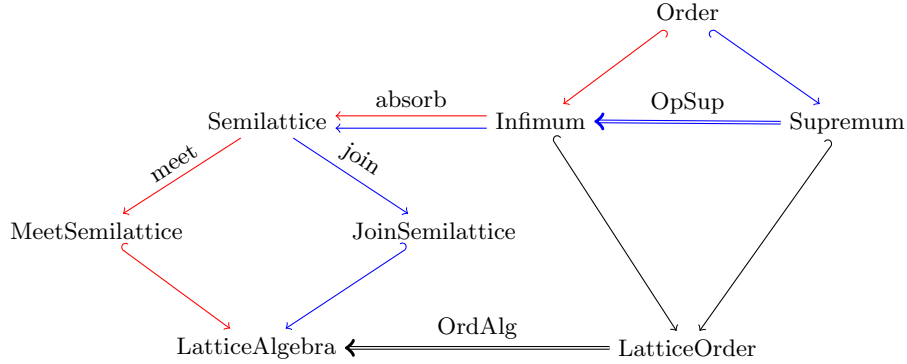 Order
absorb
OpSup
Semilattice
Infimum
Supremum
meet
join
MeetSemilattice
JoinSemilattice
OrdAlg
LatticeAlgebra
LatticeOrder